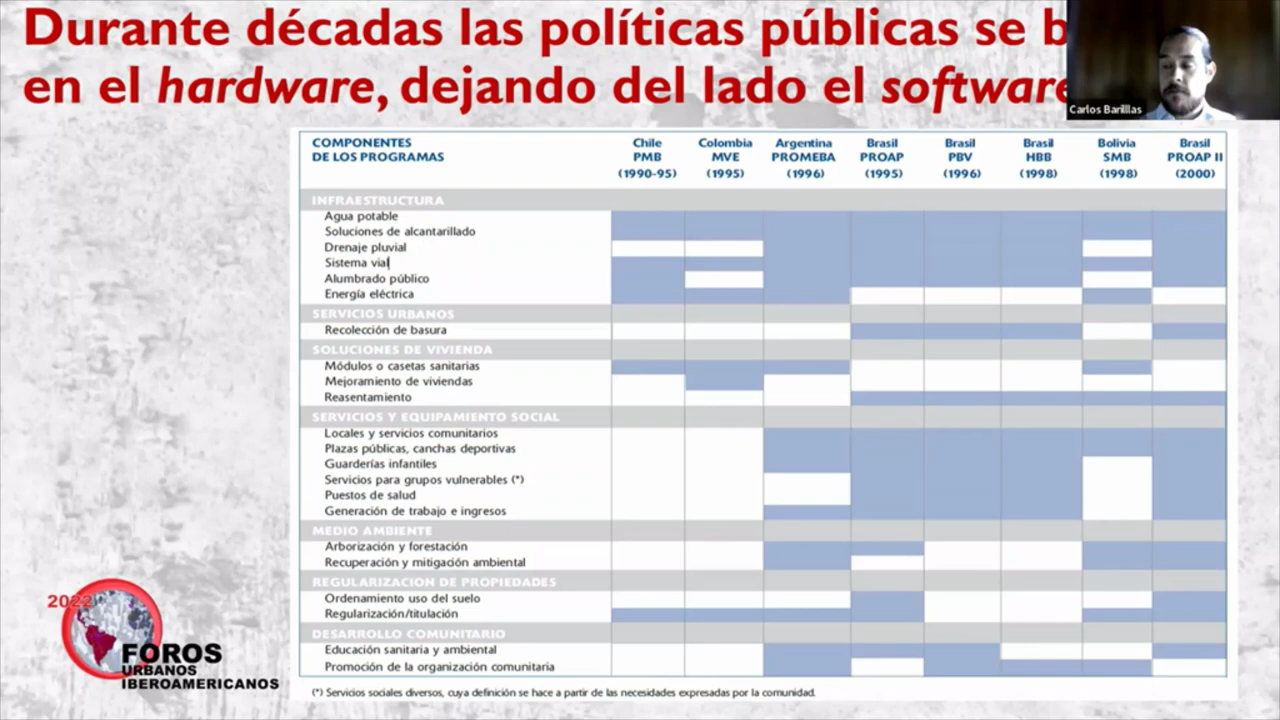 Durante décadas las políticas públicas se b
en el hardware, dejando del lado el software
Carlos Barilllas
COMPONENTES
DE LOS PROGRAMAS
Chile
PMB
(1990-95)
Colombia
MVE
(1995)
Argentina
PROMEBA
(1996)
Brasil
PROAP
(1995)
Brasil
PBV
(1996)
Brasil
HBB
(1998)
Bolivia
SMB
(1998)
Brasil
PROAP II
(2000)
INFRAESTRUCTURA
Agua potable
Soluciones de alcantarillado
Drenaje pluvial
Sistema vial
Alumbrado público
Energía eléctrica
SERVICIOS URBANOS
Recolección de basura
SOLUCIONES DE VIVIENDA
Módulos o casetas sanitarias
Mejoramiento de viviendas
Reasentamiento
SERVICIOS Y EQUIPAMIENTO SOCIAL
Locales y servicios comunitarios
Plazas públicas, canchas deportivas
Guarderías infantiles
Servicios para grupos vulnerables (*)
Puestos de salud
Generación de trabajo e ingresos
MEDIO AMBIENTE
Arborización y forestación
Recuperación y mitigación ambiental
REGULARIZACION DE PROPIEDADES
Ordenamiento uso del suelo
Regularización/titulación
DESARROLLO COMUNITARIO
Educación sanitaria y ambiental
Promoción de la organización comunitaria
(*) Servicios sociales diversos, cuya definición se hace a partir de las necesidades expresadas por la comunidad.
2022
FOROS
URBANOS
IBEROAMERICANOS